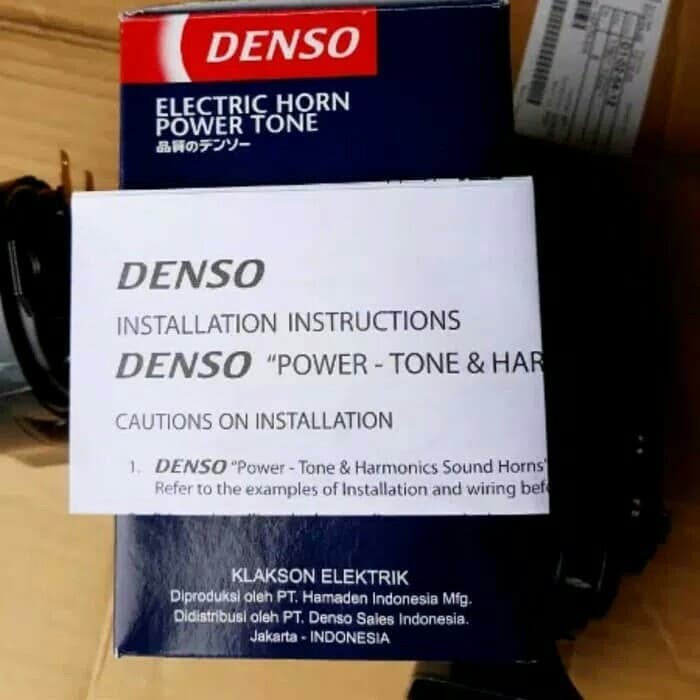 DENSO
ELECTRIC HORN
POWER TONE
品質のデンソー
DENSO
INSTALLATION INSTRUCTIONS
DENSO "POWER - TONE & HAR
CAUTIONS ON INSTALLATION
1. DENSO "Power - Tone & Harmonics Sound Horns"
Refer to the examples of Installation and wiring bef
KLAKSON ELEKTRIK
Diproduksi oleh PT. Hamaden Indonesia Mfg.
Didistribusi oleh PT. Denso Sales Indonesia.
Jakarta - INDONESIA